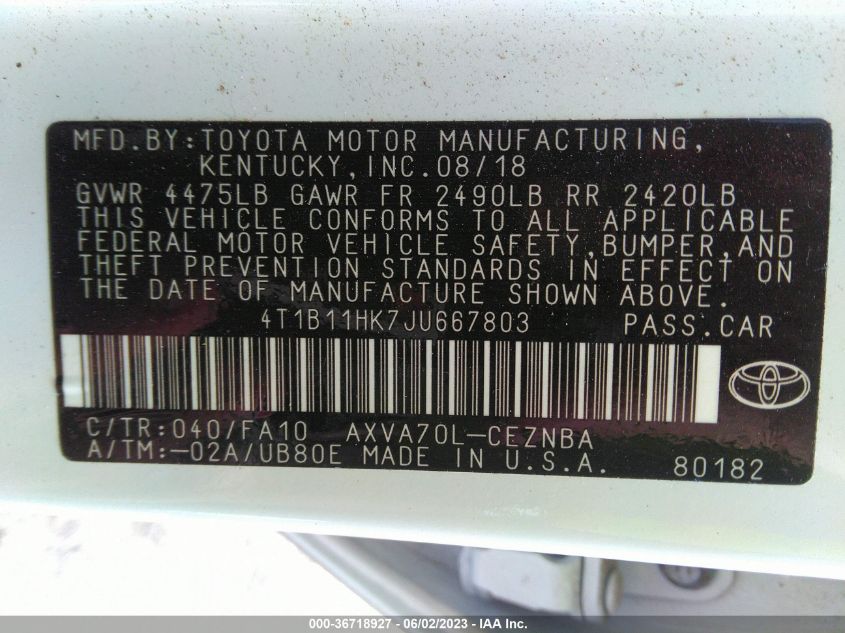 MFD.BY:TOYOTA MOTOR MANUFACTURING,
KENTUCKY,INC.08/18
GVWR 4475LB GAWR FR 2490LB RR 2420LB
THIS VEHICLE CONFORMS TO ALL APPLICABLE
FEDERAL MOTOR VEHICLE SAFETY,BUMPER,AND
THEFT PREVENTION STANDARDS IN EFFECT ON
THE DATE OF MANUFACTURE SHOWN ABOVE.
4T1B11HK7JU667803 PASS.CAR
C/TR:040/FA10 AXVA70L-CEZNBA
A/TM:-02A/UB80E MADE IN U.S.A. 80182
000-36718927 - 06/02/2023 - IAA Inc.